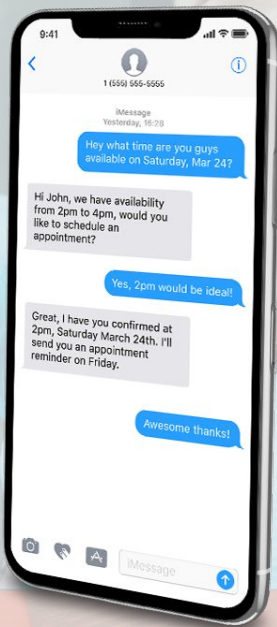 9:41
1 (555) 555-5555
iMessage
Yesterday, 16:26
Hey what time are you guys
available on Saturday, Mar 24?
Hi John, we have availability
from 2pm to 4pm, would you
like to schedule an
appointment?
Yes, 2pm would be ideal!
Great, I have you confirmed at
2pm, Saturday March 24th. I'll
send you an appointment
reminder on Friday.
Awesome thanks!
iMessage